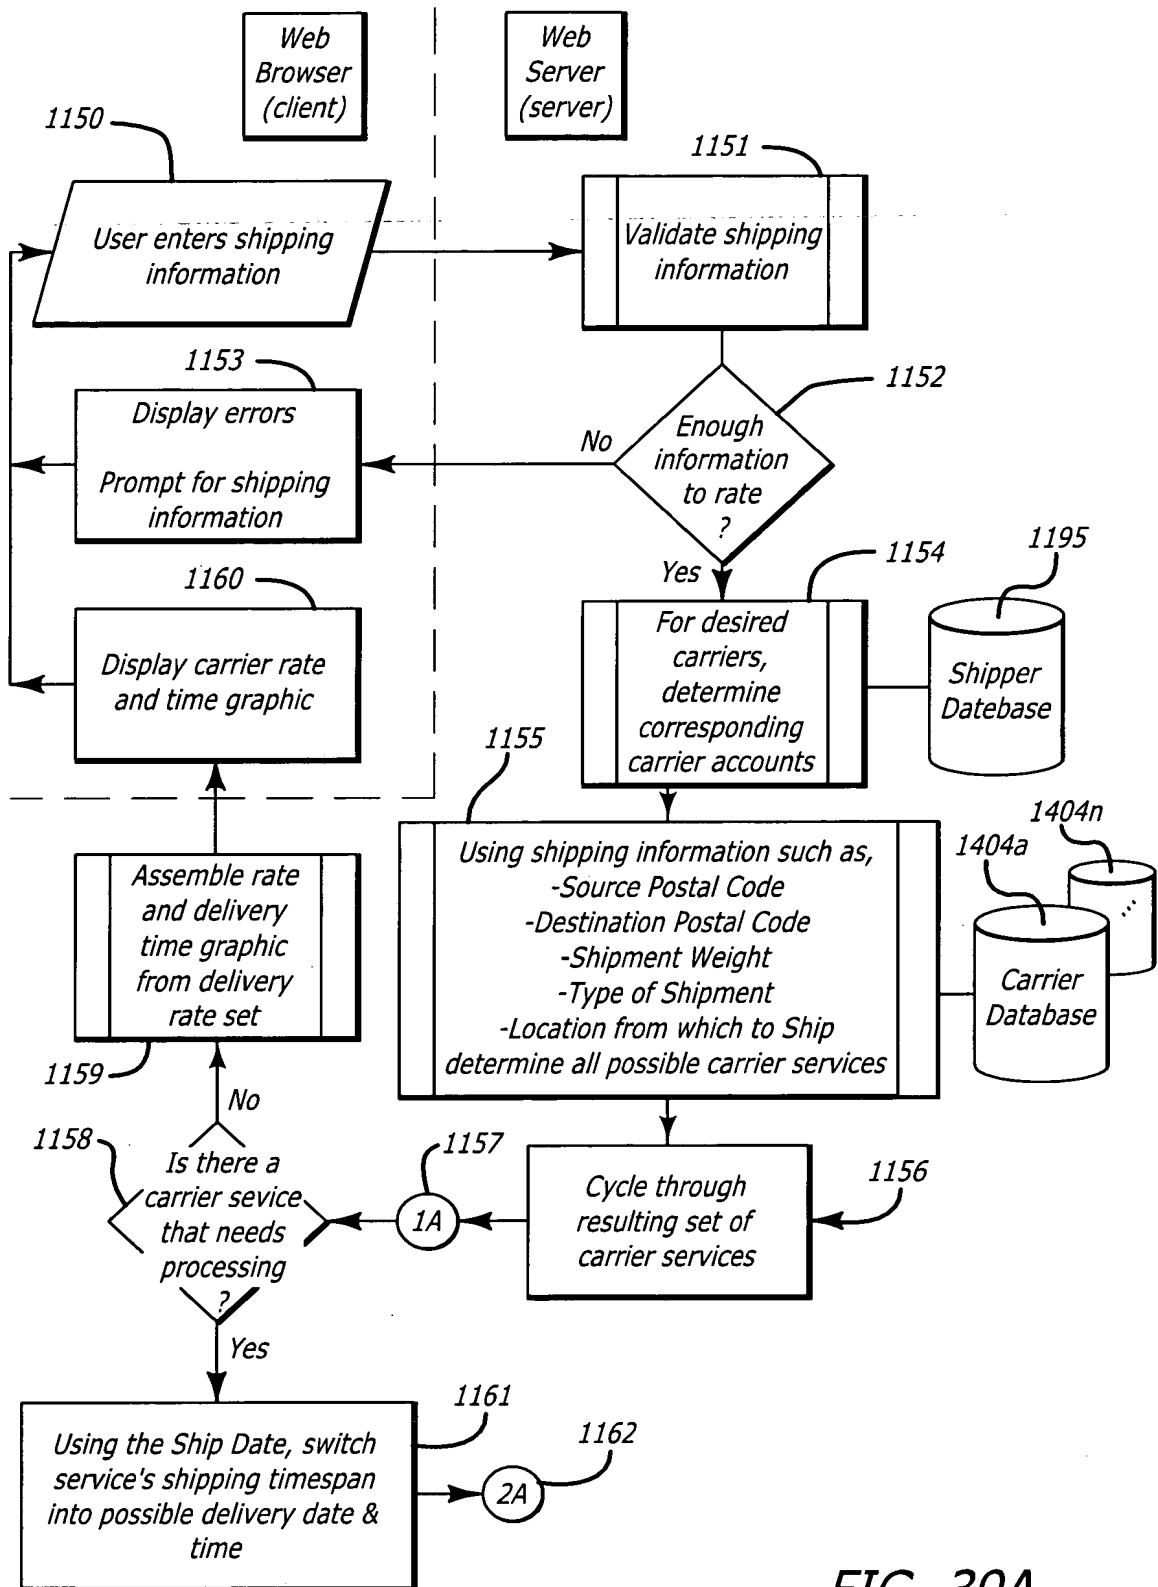 Web
Browser
(client)
Web
Server
(server)
1150
1151
User enters shipping
information
Validate shipping
information
1153
1152
Display errors
Prompt for shipping
information
No
Enough
information
to rate
?
Yes
1154
1195
1160
For desired
carriers,
determine
corresponding
carrier accounts
Shipper
Datebase
Display carrier rate
and time graphic
1155
1404n
1404a
Using shipping information such as,
-Source Postal Code
-Destination Postal Code
-Shipment Weight
-Type of Shipment
-Location from which to Ship
determine all possible carrier services
Carrier
Database
Assemble rate
and delivery
time graphic
from delivery
rate set
1159
No
1158
1157
1156
Is there a
carrier sevice
that needs
processing
?
1A
Cycle through
resulting set of
carrier services
Yes
1161
1162
Using the Ship Date, switch
service's shipping timespan
into possible delivery date &
time
2A
FIG. 39A